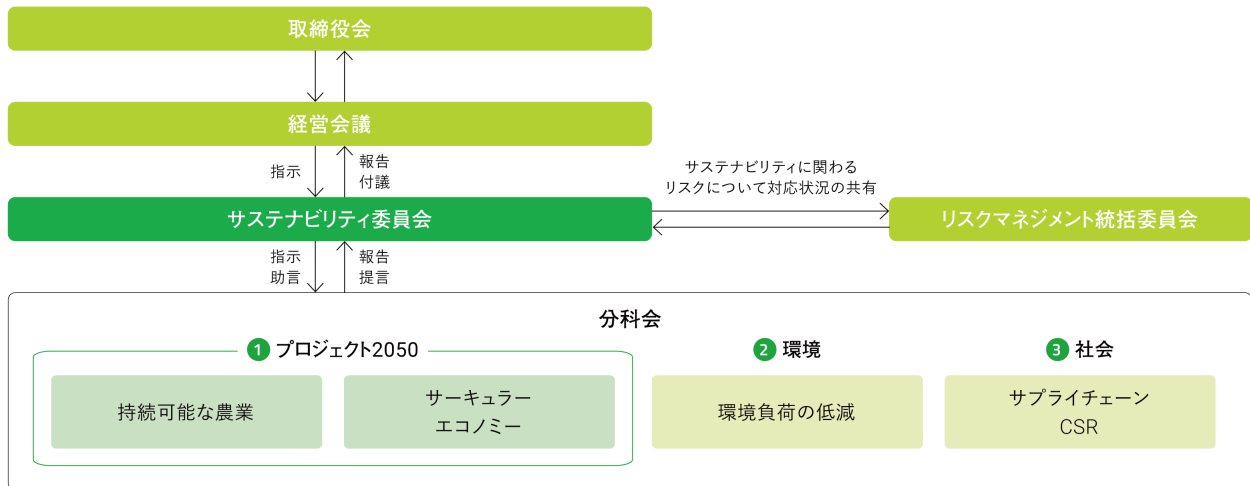 取締役会
経営会議
指示
報告
付議
サステナビリティに関わる
リスクについて対応状況の共有
サステナビリティ委員会
リスクマネジメント統括委員会
指示
助言
報告
提言
分科会
1 プロジェクト2050
2 環境
3 社会
持続可能な農業
サーキュラー
エコノミー
環境負荷の低減
サプライチェーン
CSR